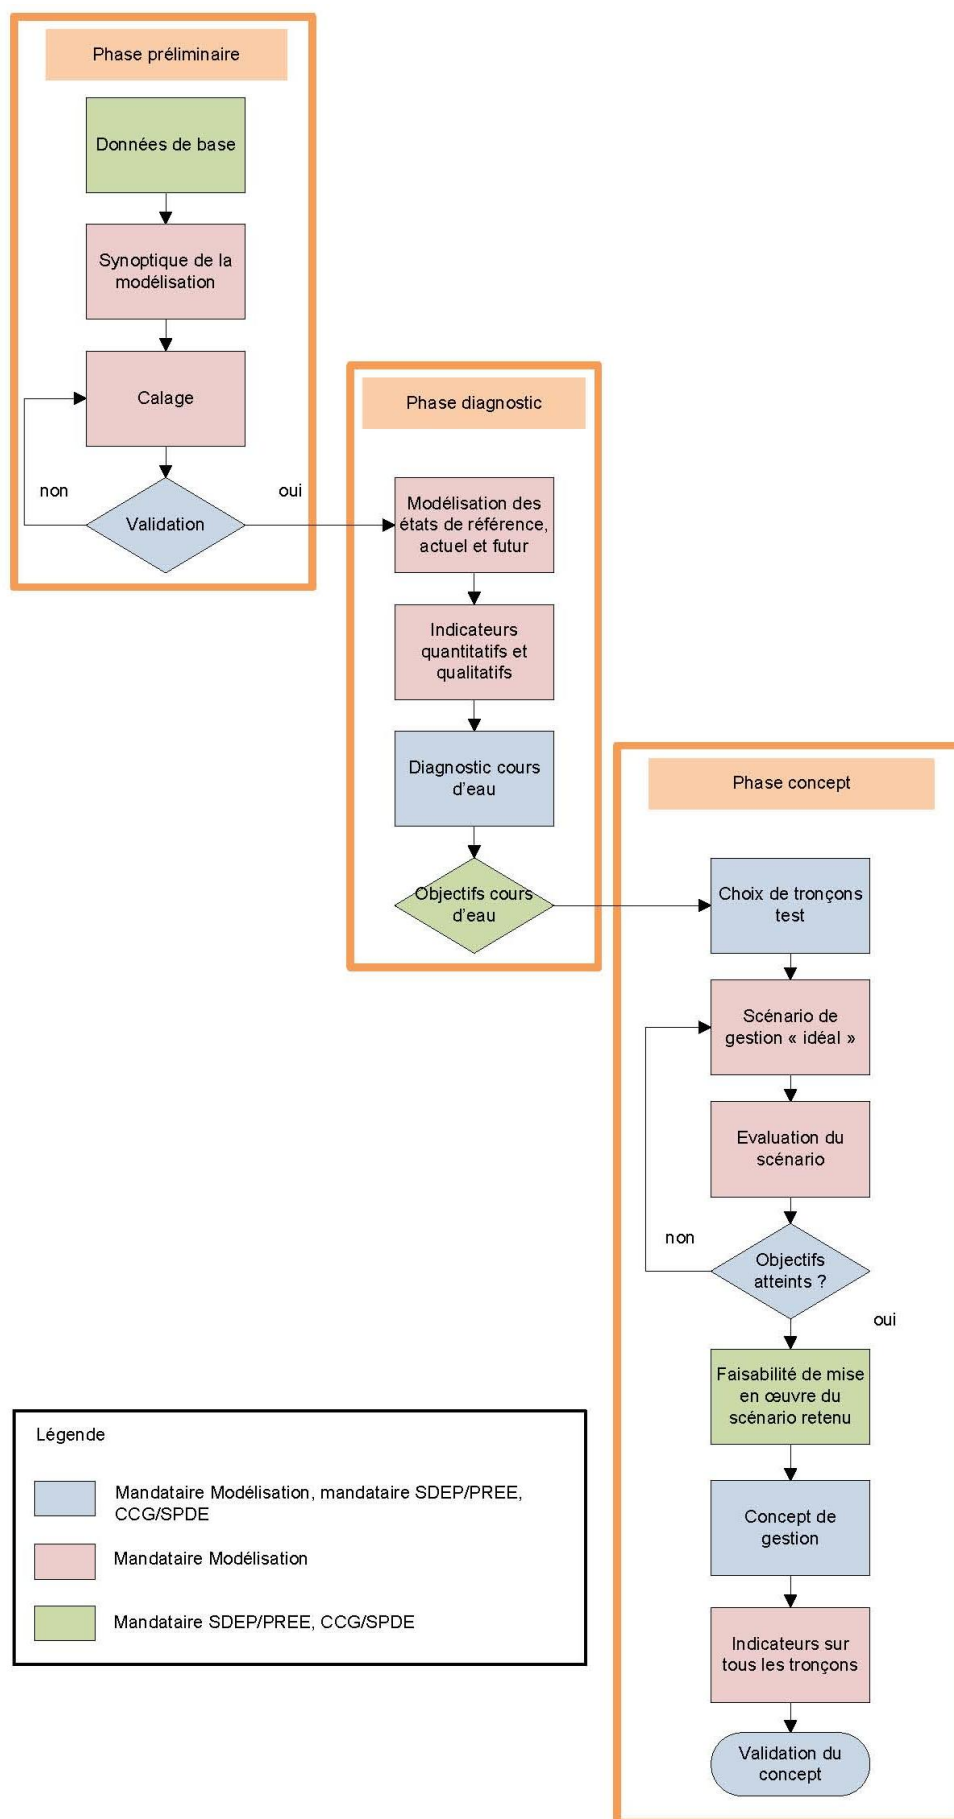 Phase préliminaire
Données de base
Synoptique de la
modélisation
Calage
non
oui
Validation
Phase diagnostic
Modélisation des
états de référence,
actuel et futur
Indicateurs
quantitatifs et
qualitatifs
Diagnostic cours
d'eau
Objectifs cours
d'eau
Phase concept
Choix de tronçons
test
Scénario de
gestion « idéal »
Evaluation du
scénario
non
Objectifs
atteints ?
oui
Faisabilité de mise
en œuvre du
scénario retenu
Concept de
gestion
Indicateurs sur
tous les tronçons
Validation du
concept
Légende
Mandataire Modélisation, mandataire SDEP/PREE,
CCG/SPDE
Mandataire Modélisation
Mandataire SDEP/PREE, CCG/SPDE